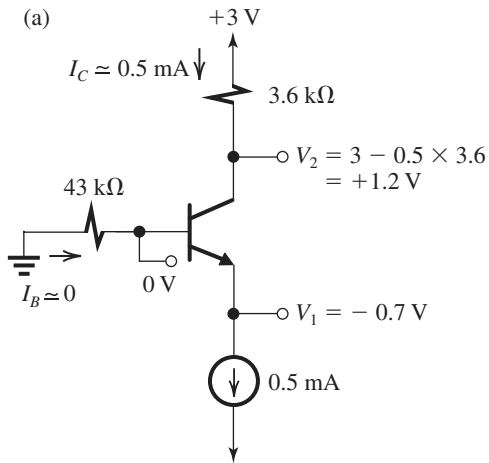 (a)
+3 V
I_C ≃ 0.5 mA
3.6 kΩ
V_2 = 3 − 0.5 × 3.6
= +1.2 V
43 kΩ
I_B ≃ 0
0 V
V_1 = − 0.7 V
0.5 mA